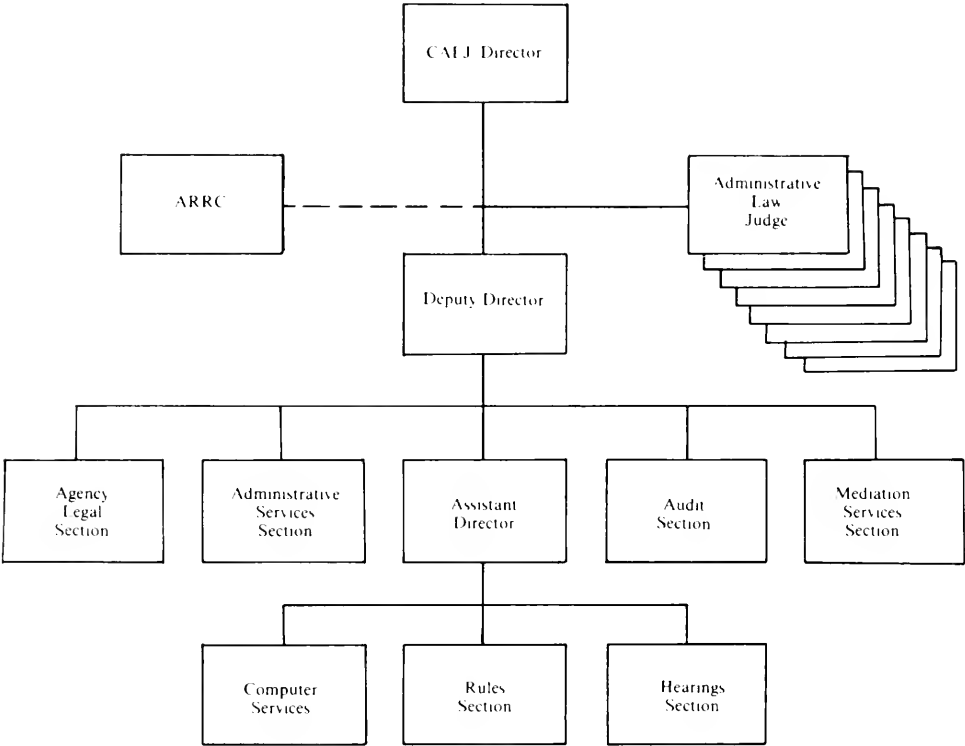 CALJ Director
ARRC
Administrative
Law
Judge
Deputy Director
Agency
Legal
Section
Administrative
Services
Section
Assistant
Director
Audit
Section
Mediation
Services
Section
Computer
Services
Rules
Section
Hearings
Section